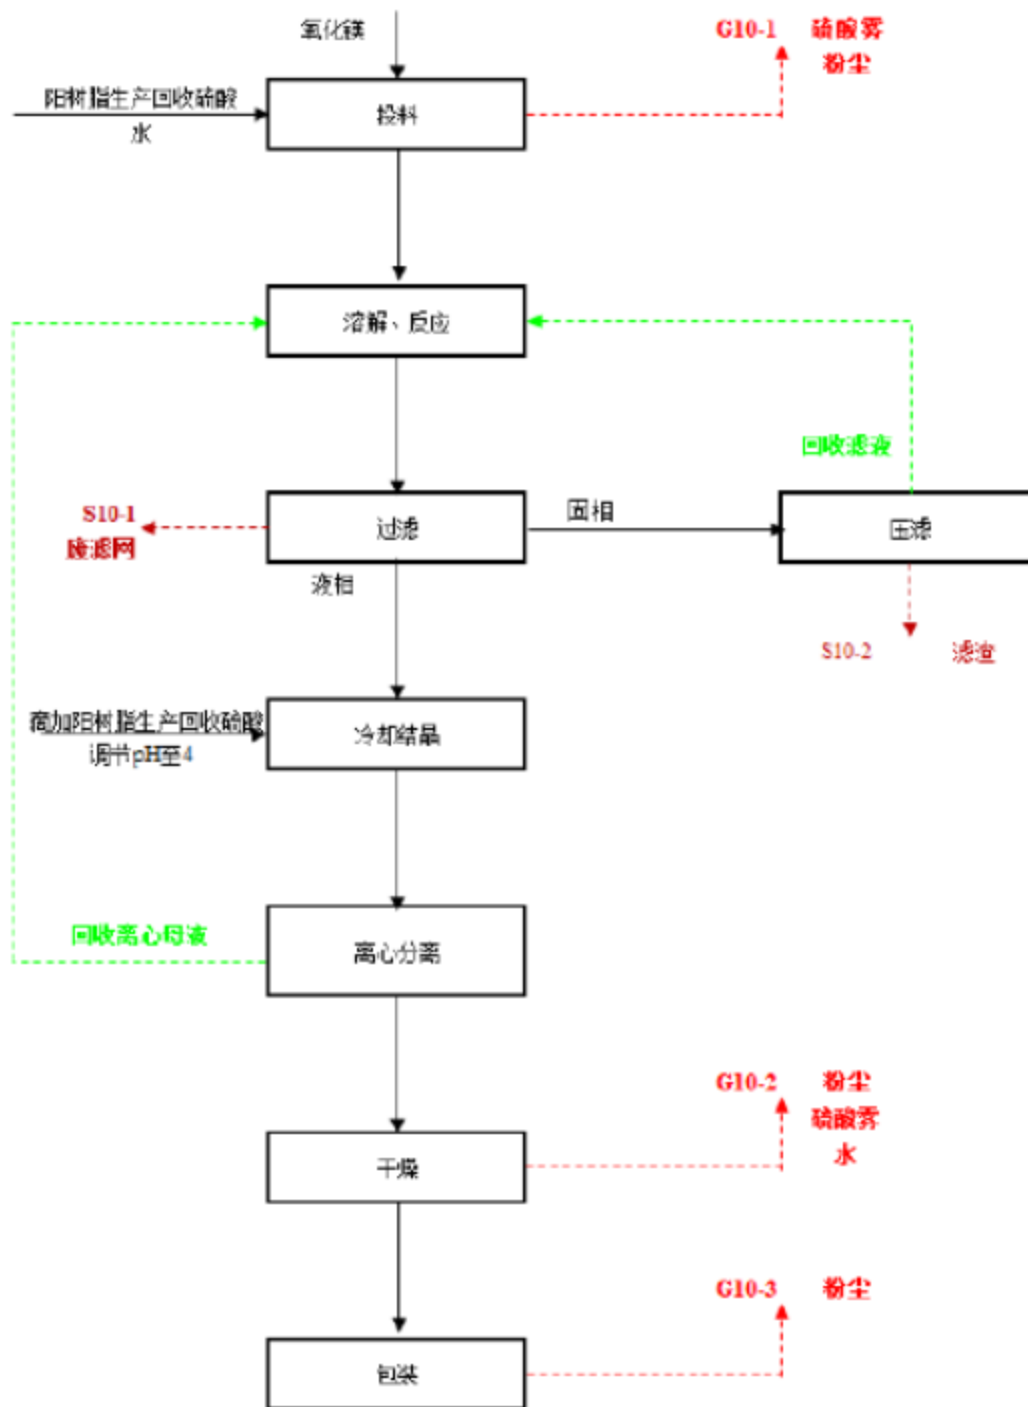 氧化镁
G10-1 硫酸雾
粉尘
阳树脂生产回收硫酸
水
投料
溶解、反应
回收滤液
S10-1
废滤网
过滤
固相
压滤
液相
S10-2 滤渣
滴加阳树脂生产回收硫酸
调节pH至4
冷却结晶
回收离心母液
离心分离
G10-2 粉尘
硫酸雾
水
干燥
G10-3 粉尘
包装